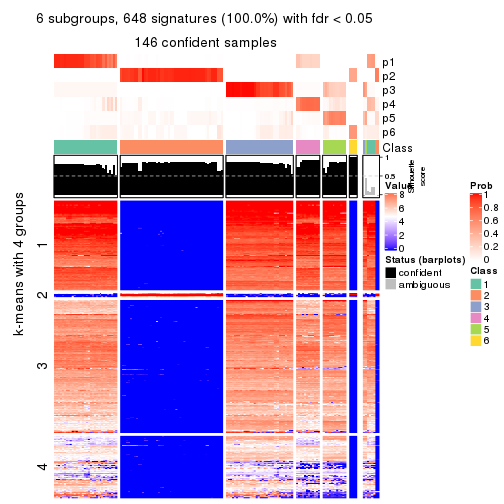 6 subgroups, 648 signatures (100.0%) with fdr < 0.05
146 confident samples
p1
p2
p3
p4
p5
p6
Class
1
0.5
0
Silhouette
score
k-means with 4 groups
1
2
3
4
Value
8
6
4
2
0
Status (barplots)
confident
ambiguous
Prob
1
0.8
0.6
0.4
0.2
0
Class
1
2
3
4
5
6